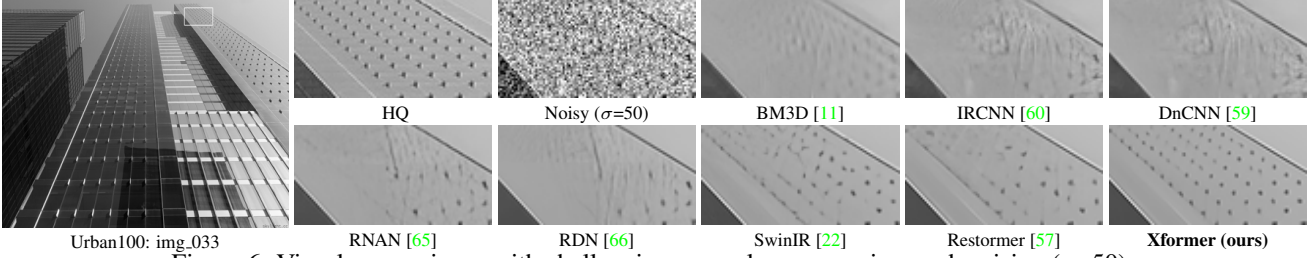 HQ
Noisy (σ=50)
BM3D [11]
IRCNN [60]
DnCNN [59]
Urban100: img_033
RNAN [65]
RDN [66]
SwinIR [22]
Restormer [57]
Xformer (ours)